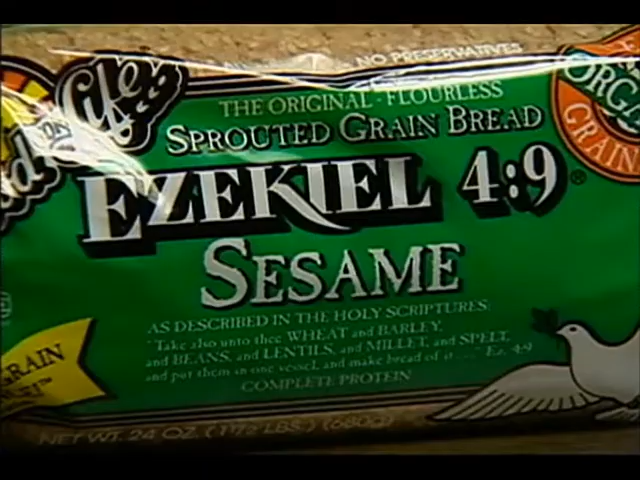 NO PRESERVATIVES
Life
THE ORIGINAL - FLOURLESS
SPROUTED GRAIN BREAD
EZEKIEL 4:9®
SESAME
AS DESCRIBED IN THE HOLY SCRIPTURES:
"Take also unto thee WHEAT and BARLEY,
and BEANS, and LENTILS, and MILLET, and SPELT,
and put them in one vessel, and make bread of it..." Ez. 4:9
COMPLETE PROTEIN
NET WT. 24 OZ. (1 1/2 LBS.) (680g)
ORGA
GRAIN
GRAIN